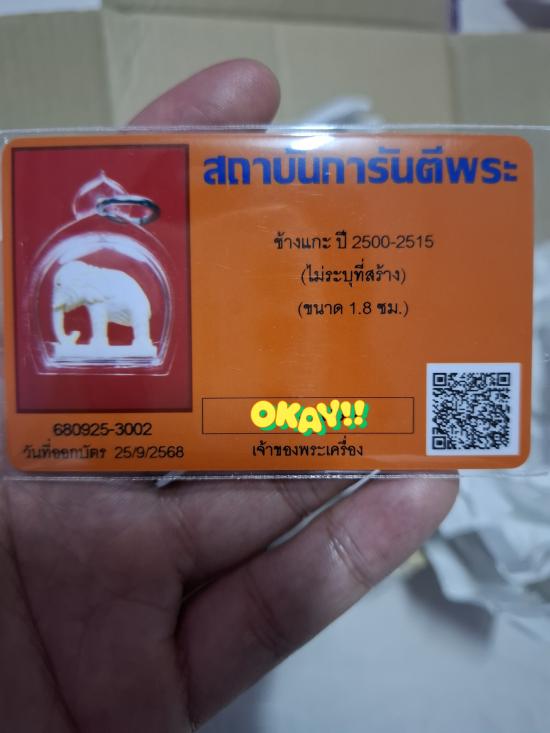 สถาบันการันตีพระ
ช้างแกะ ปี 2500-2515
(ไม่ระบุที่สร้าง)
(ขนาด 1.8 ซม.)
OKAY!!
เจ้าของพระเครื่อง
680925-3002
วันที่ออกบัตร 25/9/2568